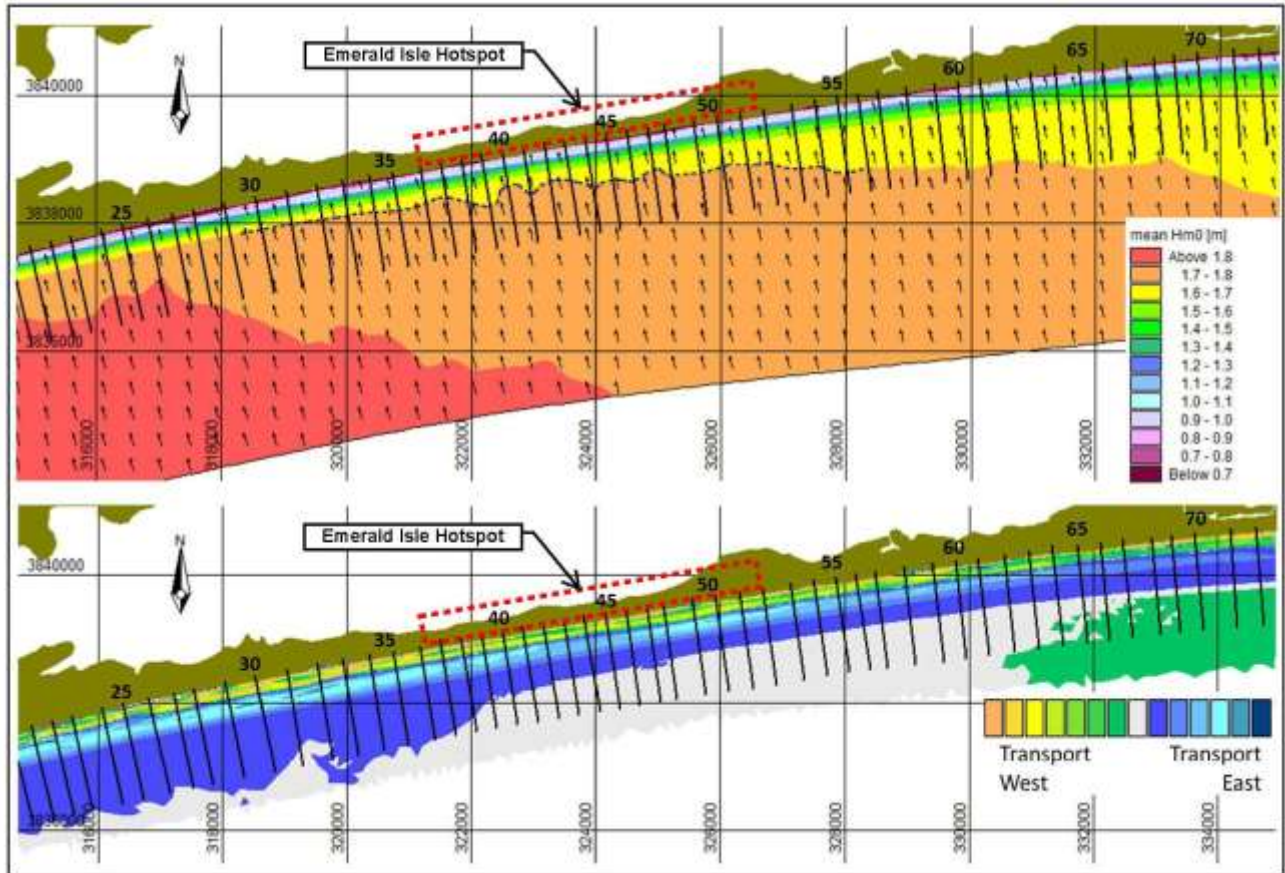 Emerald Isle Hotspot
N
70
65
60
55
50
45
40
35
30
25
3840000
3838000
3836000
316000
318000
320000
322000
324000
326000
328000
330000
332000
mean Hm0 [m]
Above 1.8
1.7 - 1.8
1.6 - 1.7
1.5 - 1.6
1.4 - 1.5
1.3 - 1.4
1.2 - 1.3
1.1 - 1.2
1.0 - 1.1
0.9 - 1.0
0.8 - 0.9
0.7 - 0.8
Below 0.7
Emerald Isle Hotspot
N
70
65
60
55
50
45
40
35
30
25
3840000
3836000
316000
318000
320000
322000
324000
326000
328000
330000
332000
334000
Transport West
Transport East